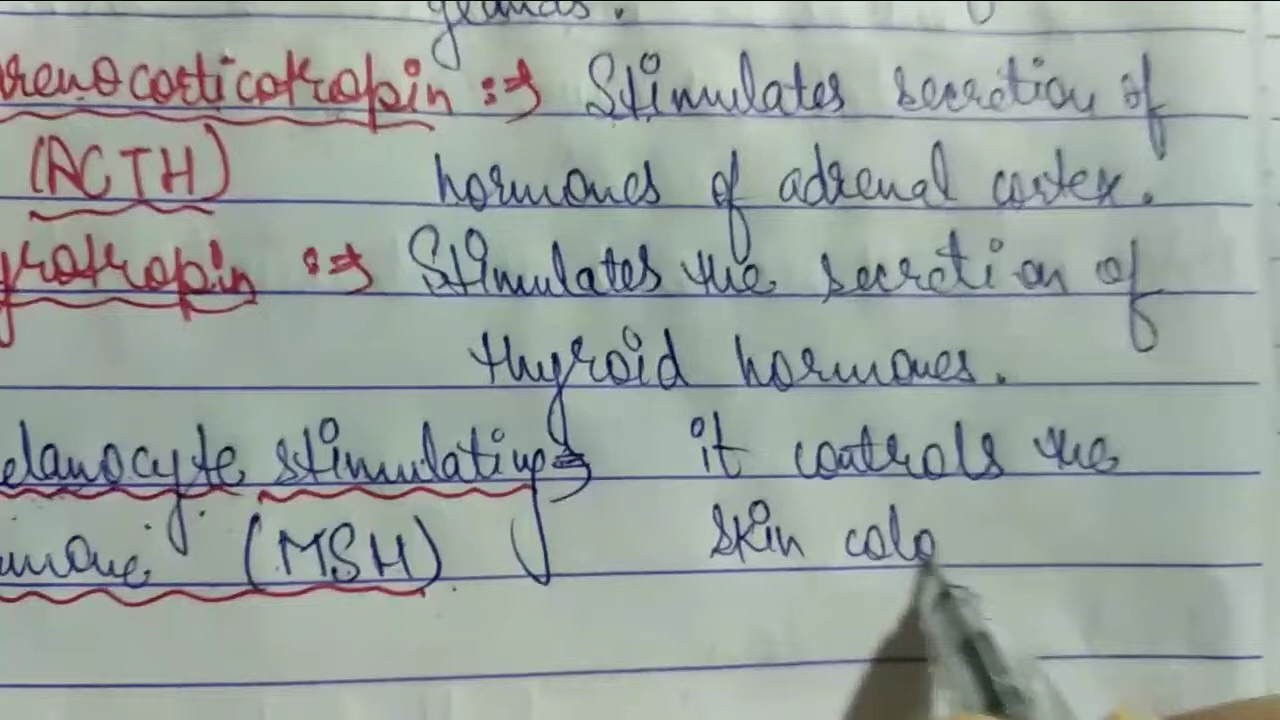 glands.
renocorticotropin :⇒ Stimulates secretion of
(ACTH) hormones of adrenal cortex.
yrotropin :⇒ Stimulates the secretion of
thyroid hormones.
elanocyte stimulating ⇒ it controls the
mone (MSH) skin colo